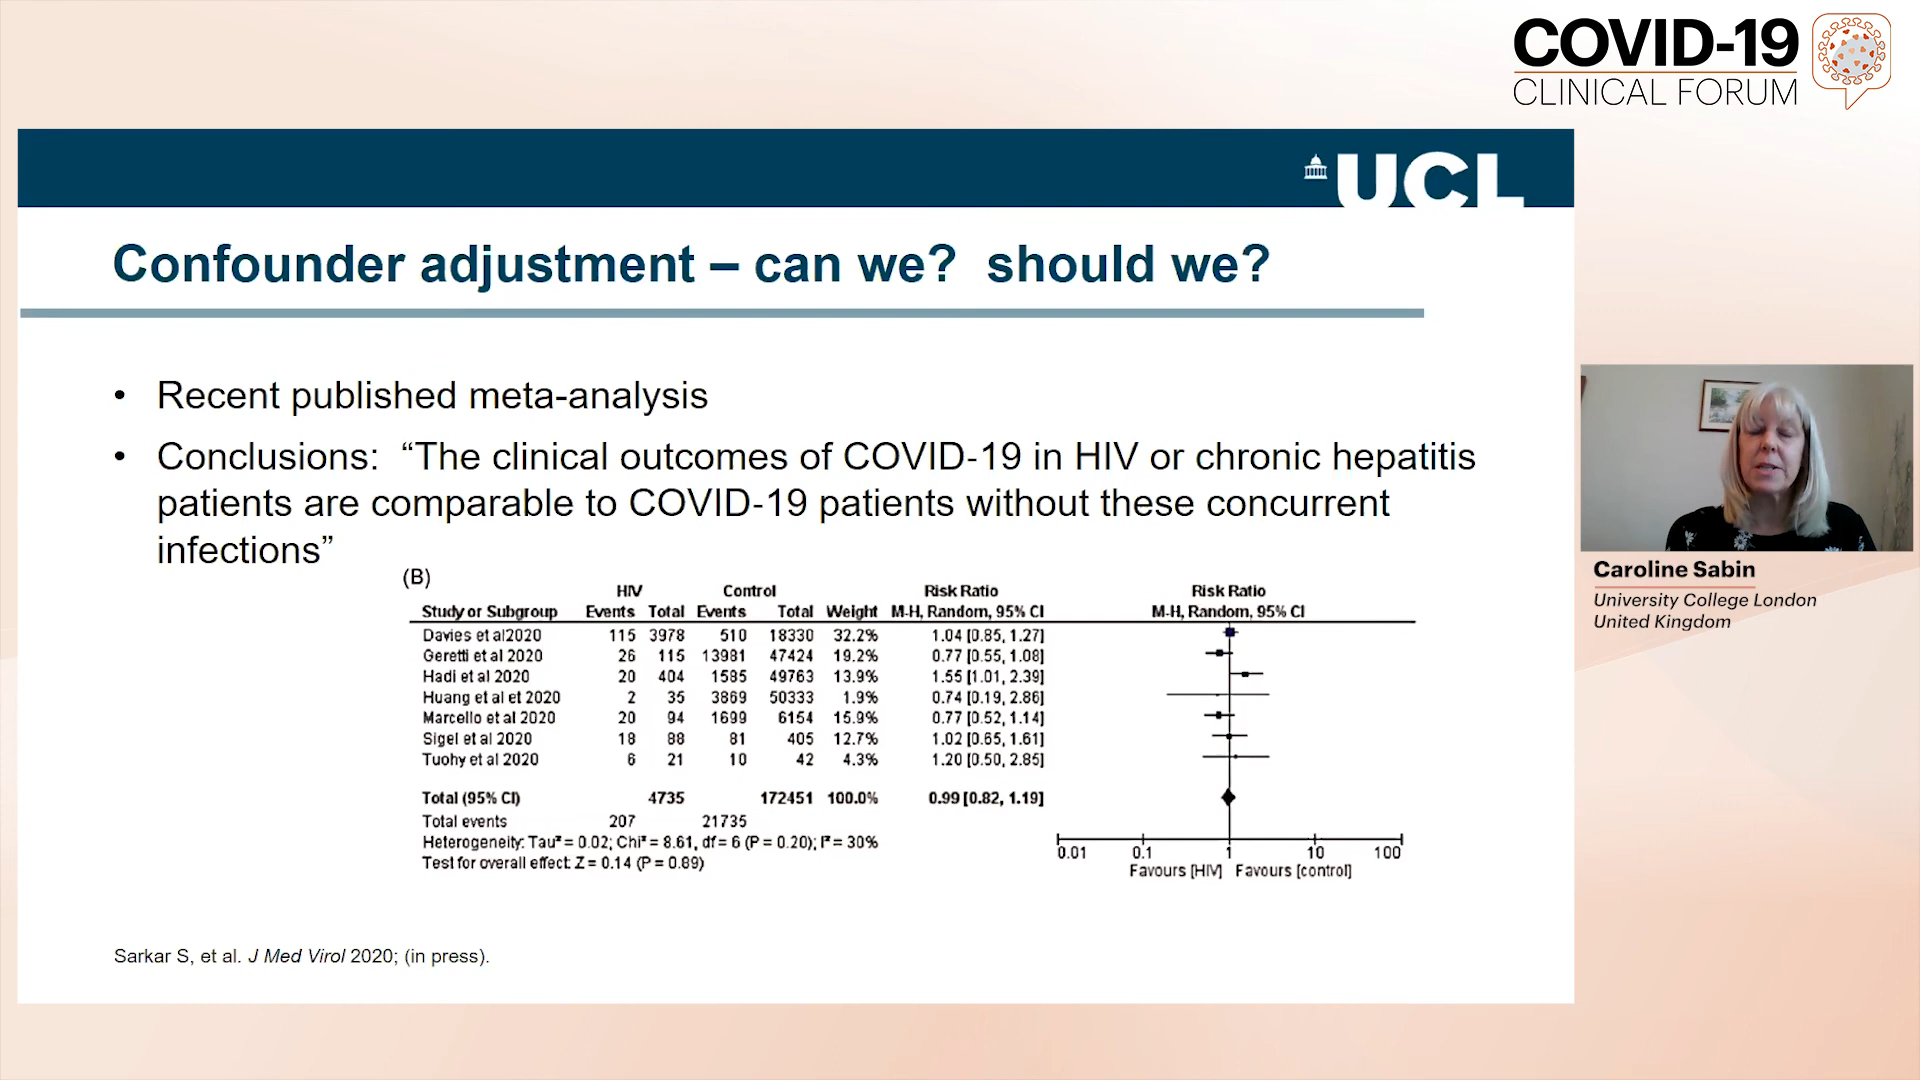 COVID-19
CLINICAL FORUM
UCL
Confounder adjustment – can we? should we?
• Recent published meta-analysis
• Conclusions: “The clinical outcomes of COVID-19 in HIV or chronic hepatitis
patients are comparable to COVID-19 patients without these concurrent
infections”
(B)
HIV Control Risk Ratio Risk Ratio
Study or Subgroup Events Total Events Total Weight M-H, Random, 95% CI M-H, Random, 95% CI
Davies et al2020 115 3978 510 18330 32.2% 1.04 [0.85, 1.27]
Geretti et al 2020 26 115 13981 47424 19.2% 0.77 [0.55, 1.08]
Hadi et al 2020 20 404 1585 49763 13.9% 1.55 [1.01, 2.39]
Huang et al et 2020 2 35 3869 50333 1.9% 0.74 [0.19, 2.86]
Marcello et al 2020 20 94 1699 6154 15.9% 0.77 [0.52, 1.14]
Sigel et al 2020 18 88 81 405 12.7% 1.02 [0.65, 1.61]
Tuohy et al 2020 6 21 10 42 4.3% 1.20 [0.50, 2.85]
Total (95% CI) 4735 172451 100.0% 0.99 [0.82, 1.19]
Total events 207 21735
Heterogeneity: Tau² = 0.02; Chi² = 8.61, df = 6 (P = 0.20); I² = 30%
Test for overall effect: Z = 0.14 (P = 0.89)
0.01 0.1 1 10 100
Favours [HIV] Favours [control]
Sarkar S, et al. J Med Virol 2020; (in press).
Caroline Sabin
University College London
United Kingdom